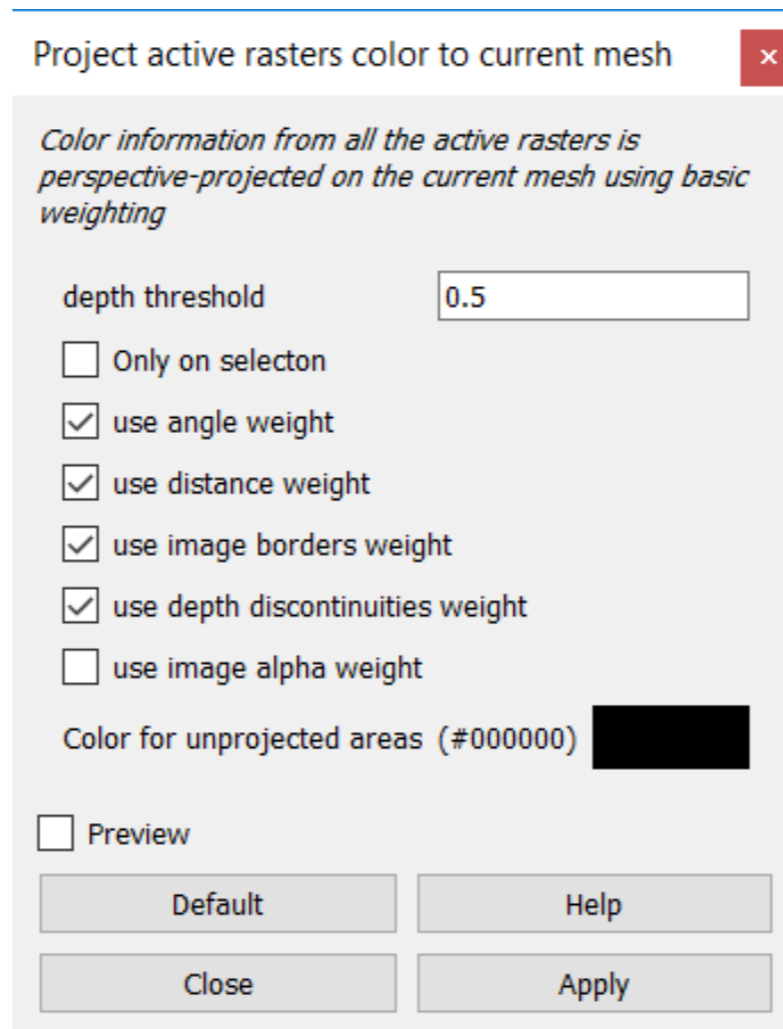 Project active rasters color to current mesh
×
Color information from all the active rasters is
perspective-projected on the current mesh using basic
weighting
depth threshold 0.5
Only on selecton
use angle weight
use distance weight
use image borders weight
use depth discontinuities weight
use image alpha weight
Color for unprojected areas (#000000)
Preview
Default Help
Close Apply